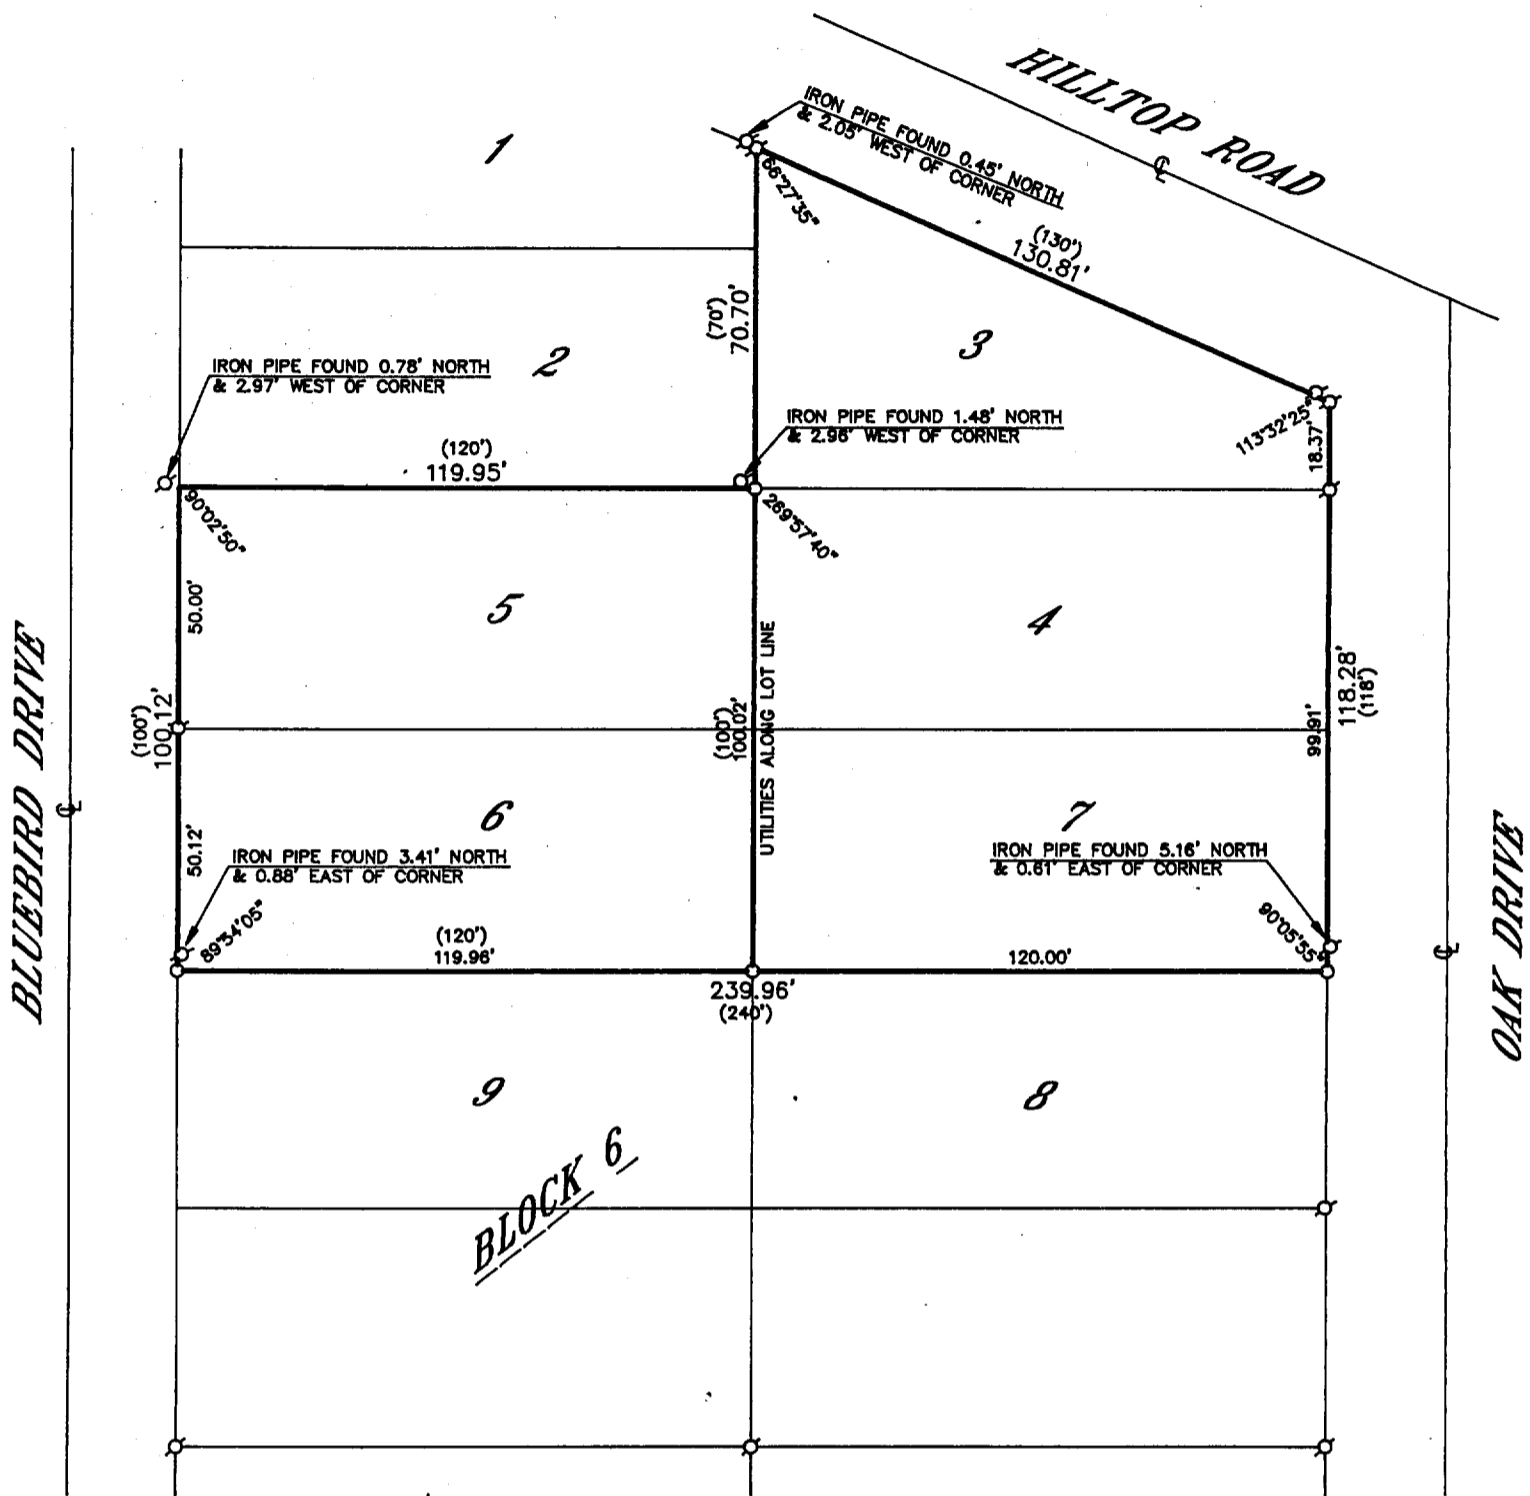 HILLTOP ROAD
℄
IRON PIPE FOUND 0.45' NORTH
& 2.05' WEST OF CORNER
1
66°27'35"
(130')
130.81'
(70')
70.70'
3
2
IRON PIPE FOUND 0.78' NORTH
& 2.97' WEST OF CORNER
IRON PIPE FOUND 1.48' NORTH
& 2.96' WEST OF CORNER
113°32'25"
18.37'
(120')
119.95'
90°02'50"
269°57'40"
50.00'
5
4
UTILITIES ALONG LOT LINE
BLUEBIRD DRIVE
℄
(100')
100.12'
(100')
100.02'
99.91'
118.28'
(118')
6
7
50.12'
IRON PIPE FOUND 3.41' NORTH
& 0.88' EAST OF CORNER
IRON PIPE FOUND 5.16' NORTH
& 0.61' EAST OF CORNER
89°54'05"
90°05'55"
(120')
119.96'
120.00'
239.96'
(240')
℄
OAK DRIVE
9
8
BLOCK 6